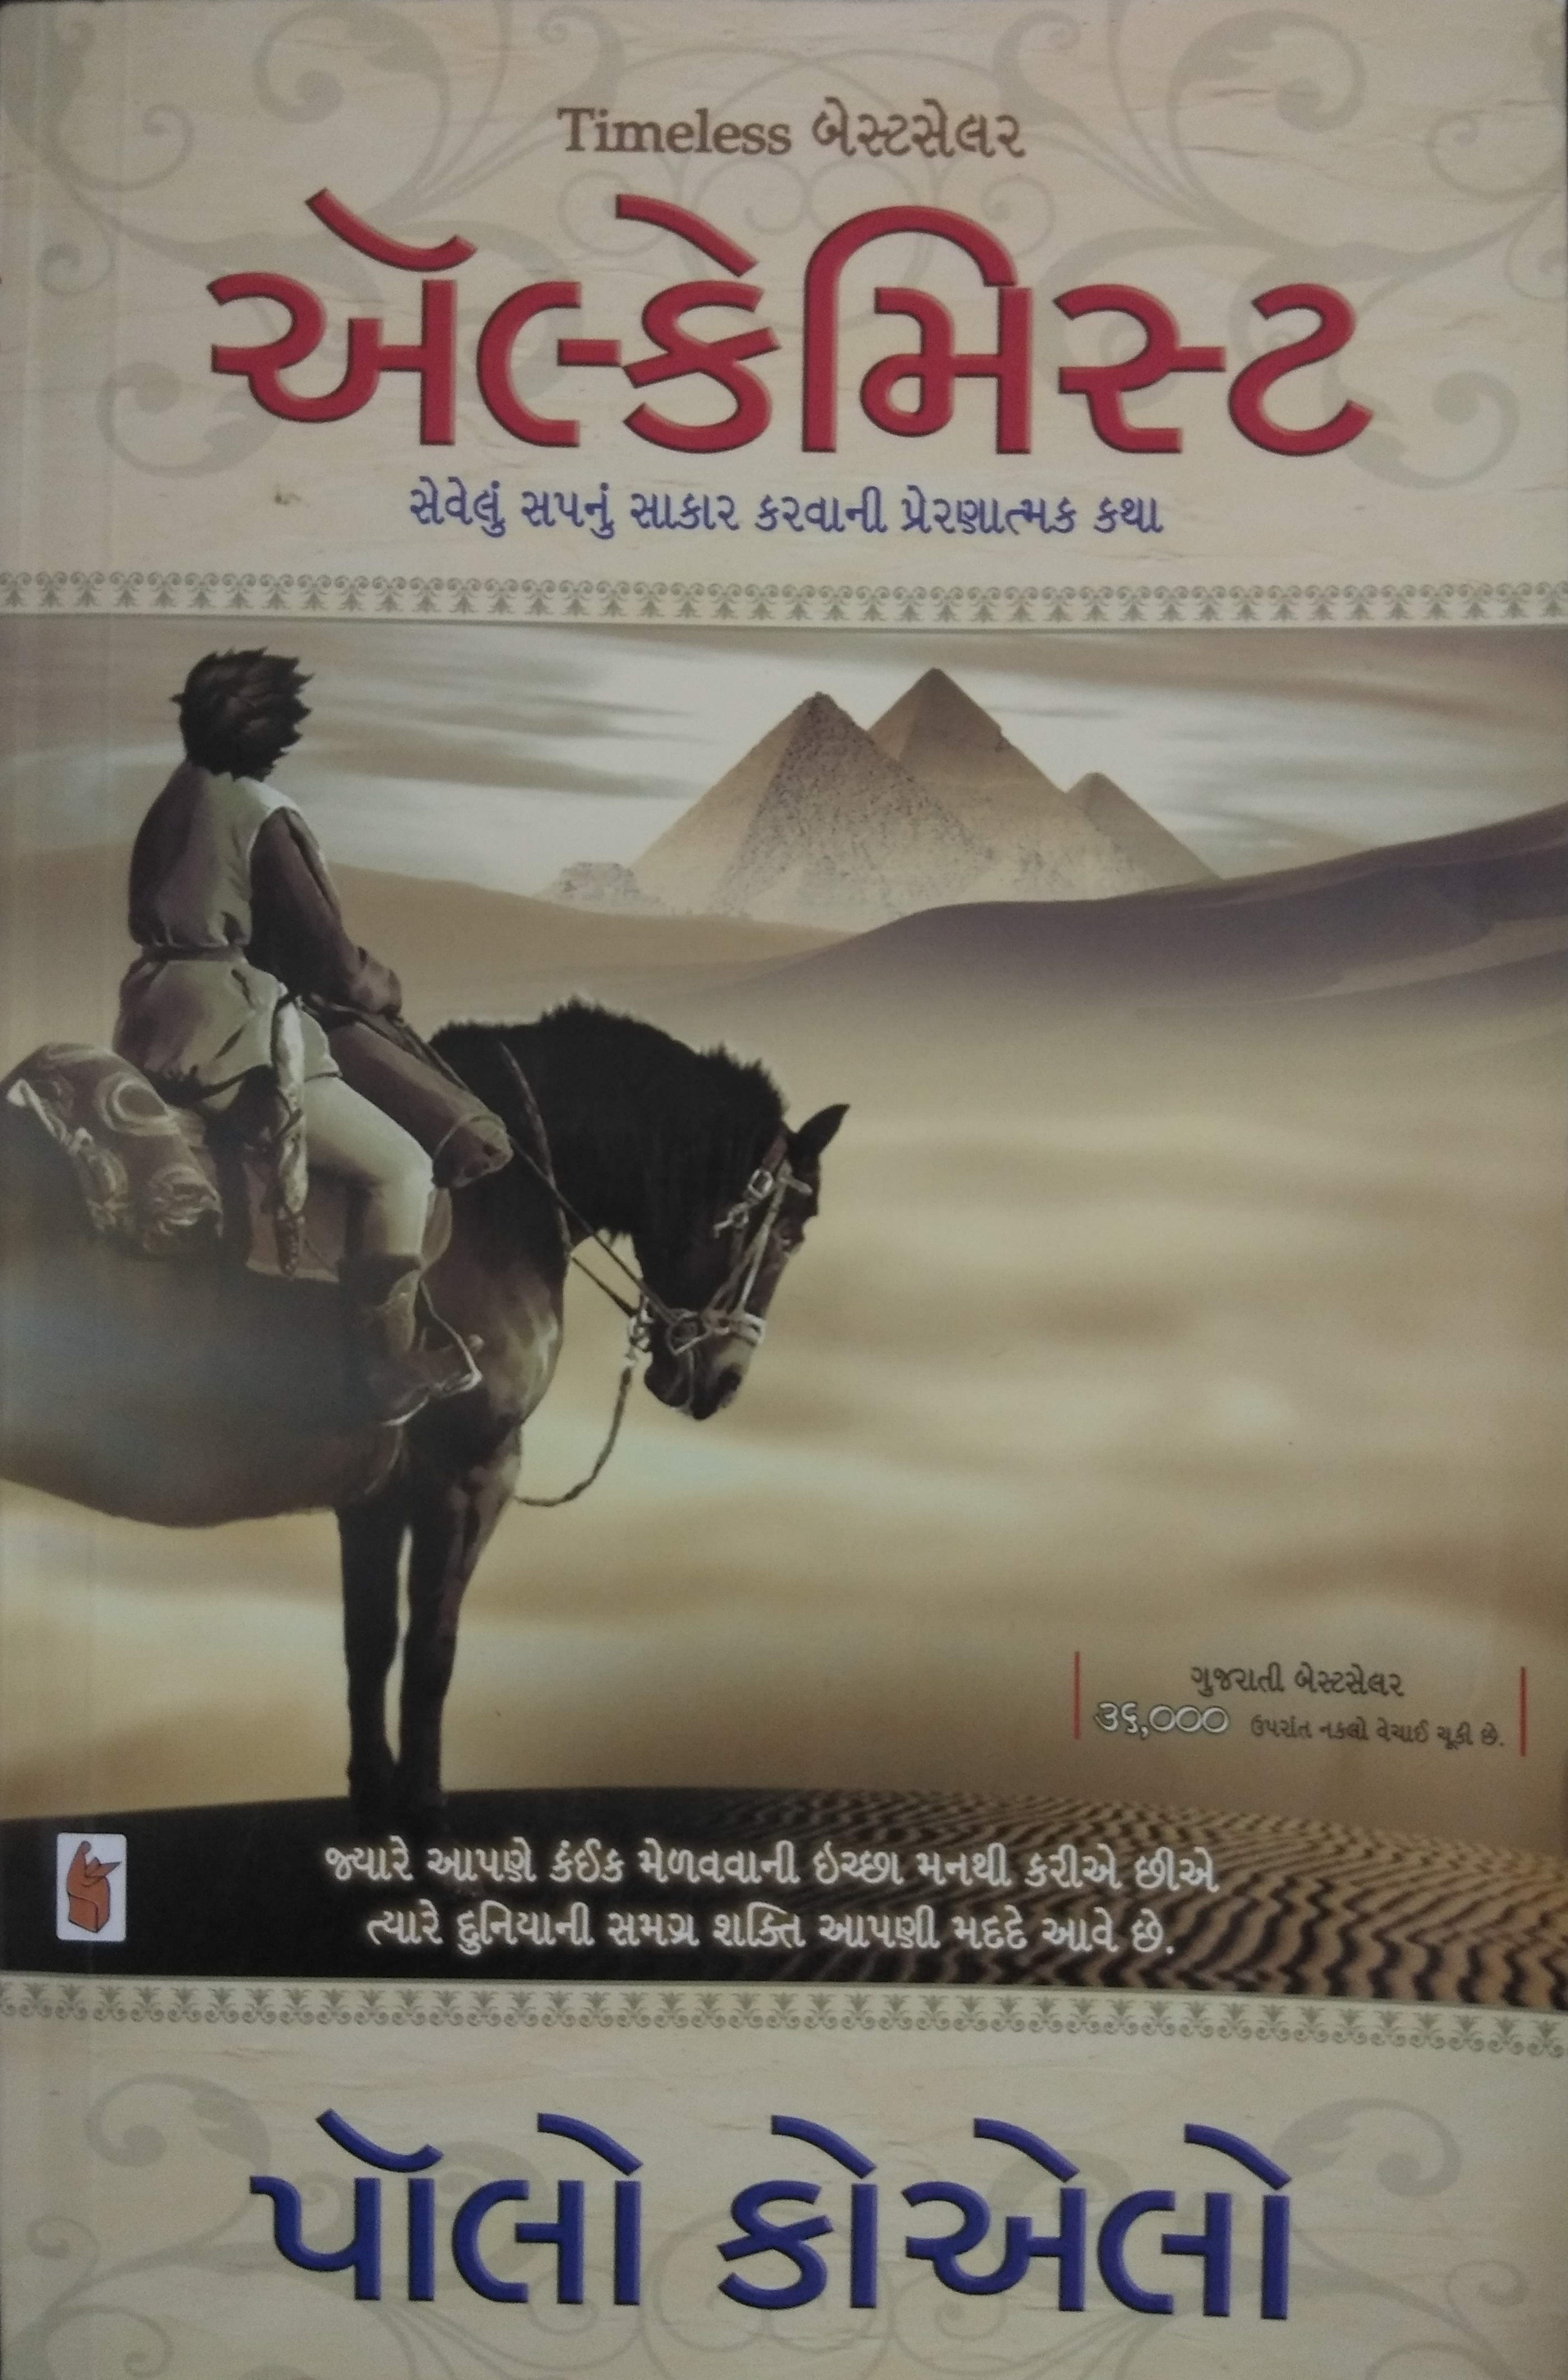 Timeless બેસ્ટસેલર
ઍલ્કેમિસ્ટ
સેવેલું સપનું સાકાર કરવાની પ્રેરણાત્મક કથા
ગુજરાતી બેસ્ટસેલર
૩૬,૦૦૦ ઉપરાંત નકલો વેચાઈ ચૂકી છે.
જ્યારે આપણે કંઈક મેળવવાની ઇચ્છા મનથી કરીએ છીએ
ત્યારે દુનિયાની સમગ્ર શક્તિ આપણી મદદે આવે છે.
પૉલો કોએલો